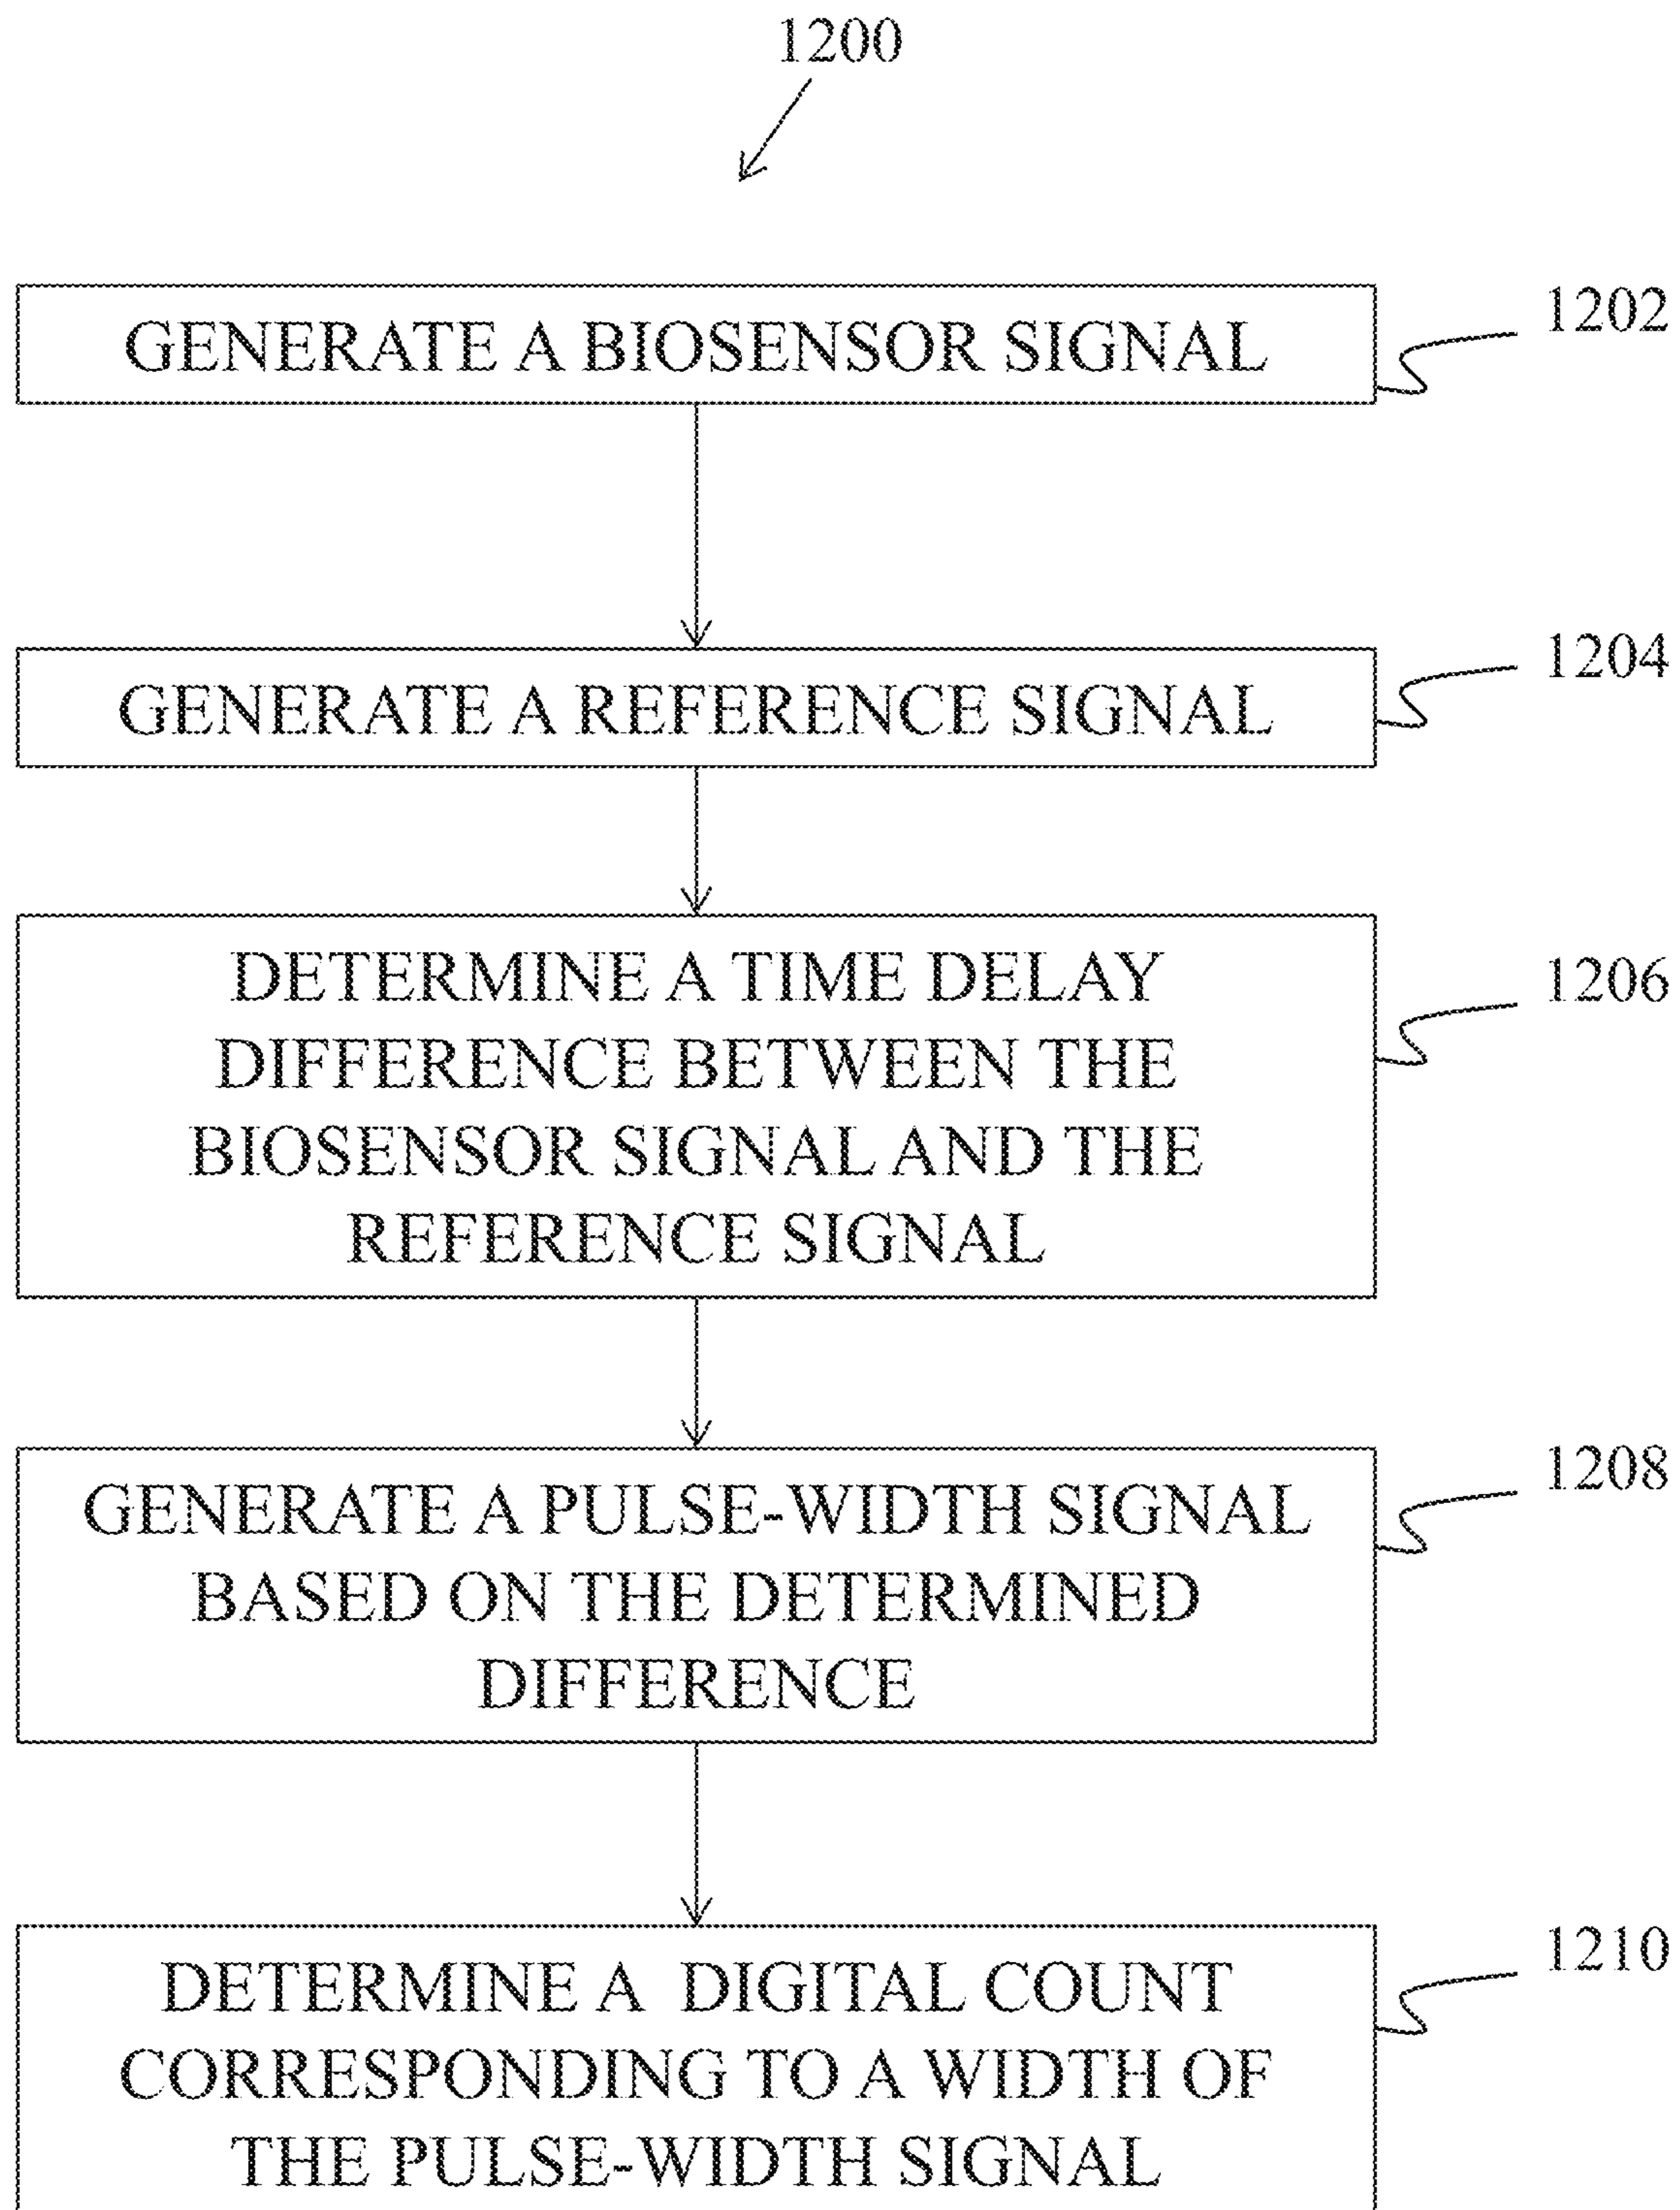 1200
GENERATE A BIOSENSOR SIGNAL
1202
GENERATE A REFERENCE SIGNAL
1204
DETERMINE A TIME DELAY
DIFFERENCE BETWEEN THE
BIOSENSOR SIGNAL AND THE
REFERENCE SIGNAL
1206
GENERATE A PULSE-WIDTH SIGNAL
BASED ON THE DETERMINED
DIFFERENCE
1208
DETERMINE A DIGITAL COUNT
CORRESPONDING TO A WIDTH OF
THE PULSE-WIDTH SIGNAL
1210